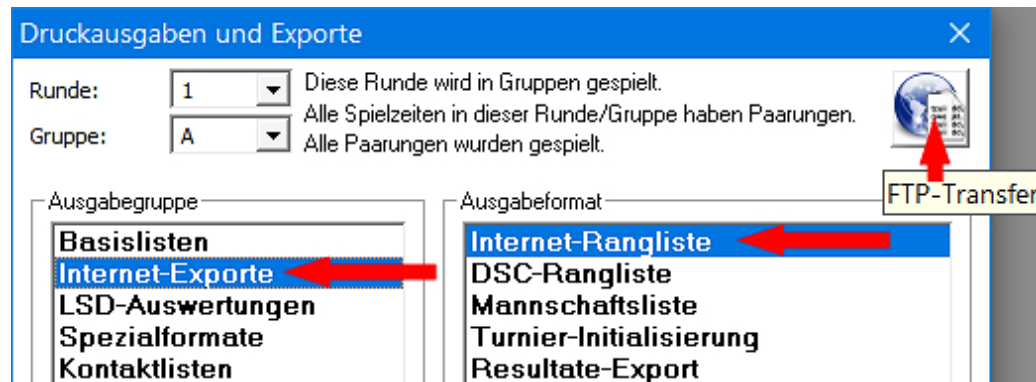 Druckausgaben und Exporte
Runde:
1
Diese Runde wird in Gruppen gespielt.
Alle Spielzeiten in dieser Runde/Gruppe haben Paarungen.
Gruppe:
A
Alle Paarungen wurden gespielt.
FTP-Transfer
Ausgabegruppe
Basislisten
Internet-Exporte
LSD-Auswertungen
Spezialformate
Kontaktlisten
Ausgabeformat
Internet-Rangliste
DSC-Rangliste
Mannschaftsliste
Turnier-Initialisierung
Resultate-Export